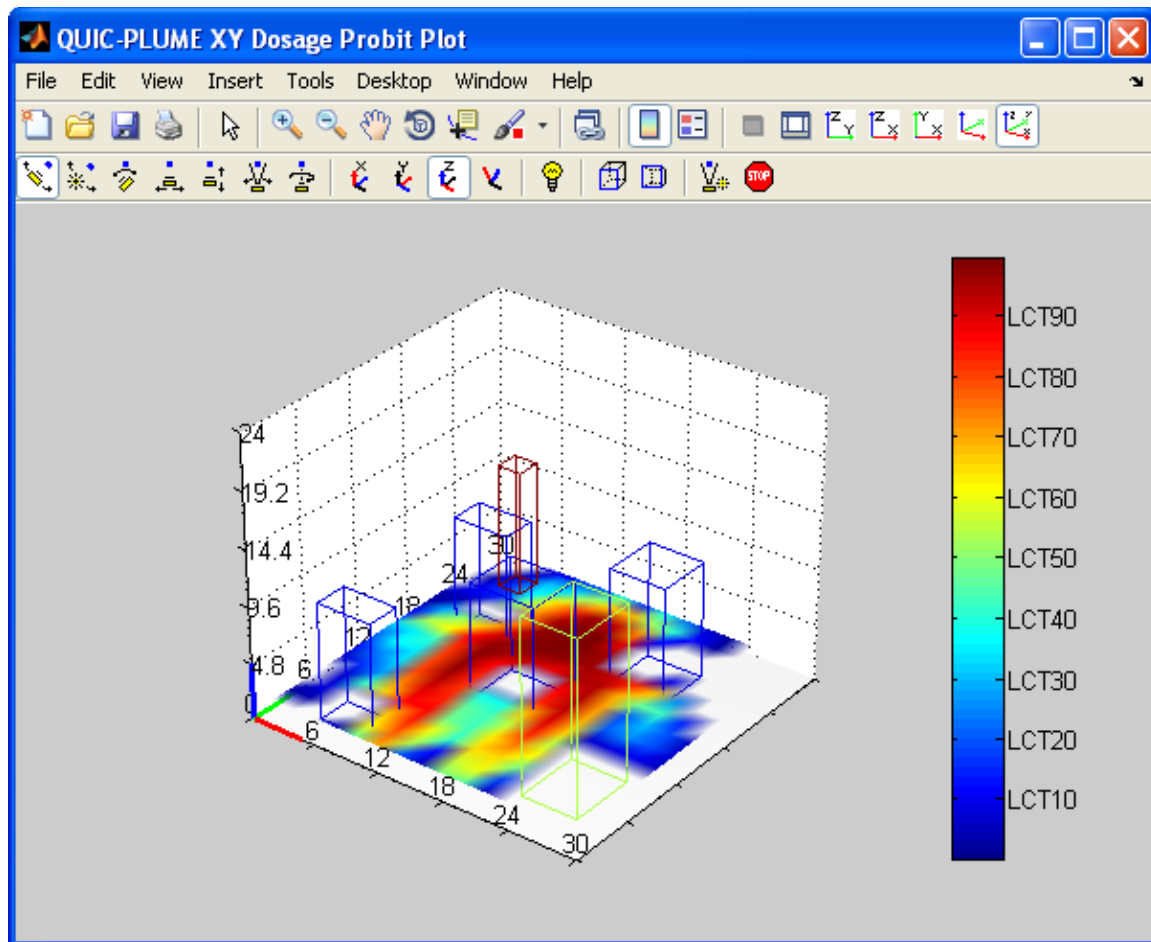 QUIC-PLUME XY Dosage Probit Plot
File Edit View Insert Tools Desktop Window Help
Z Y Z X Y X Z Y X
X Y Z
STOP
24
19.2
14.4
9.6
4.8
0
30
24
18
12
6
6
12
18
24
30
LCT90
LCT80
LCT70
LCT60
LCT50
LCT40
LCT30
LCT20
LCT10